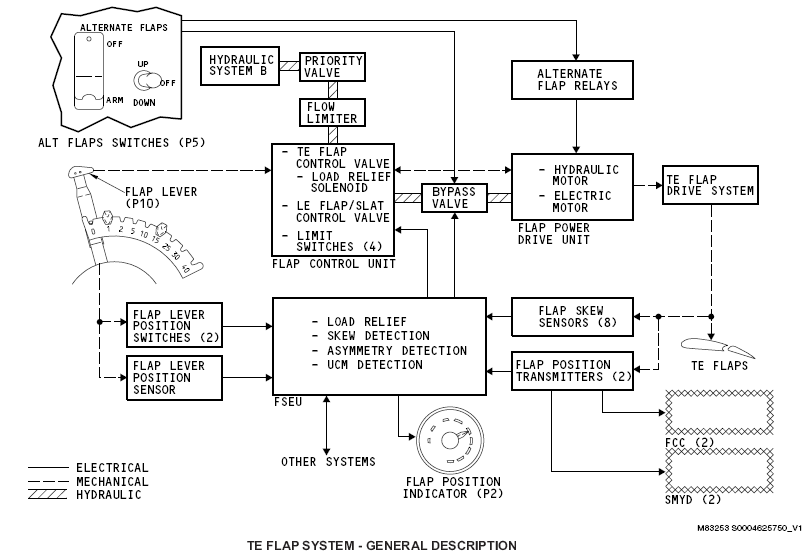 ALTERNATE FLAPS
OFF
UP
OFF
ARM
DOWN
ALT FLAPS SWITCHES (P5)
HYDRAULIC
SYSTEM B
PRIORITY
VALVE
FLOW
LIMITER
ALTERNATE
FLAP RELAYS
- TE FLAP
CONTROL VALVE
- LOAD RELIEF
SOLENOID
- LE FLAP/SLAT
CONTROL VALVE
- LIMIT
SWITCHES (4)
FLAP CONTROL UNIT
BYPASS
VALVE
- HYDRAULIC
MOTOR
- ELECTRIC
MOTOR
FLAP POWER
DRIVE UNIT
TE FLAP
DRIVE SYSTEM
FLAP LEVER
(P10)
0 1 2 5 10 15 25 30 40
FLAP LEVER
POSITION
SWITCHES (2)
FLAP LEVER
POSITION
SENSOR
- LOAD RELIEF
- SKEW DETECTION
- ASYMMETRY DETECTION
- UCM DETECTION
FSEU
FLAP SKEW
SENSORS (8)
FLAP POSITION
TRANSMITTERS (2)
TE FLAPS
FCC (2)
SMYD (2)
OTHER SYSTEMS
FLAP POSITION
INDICATOR (P2)
ELECTRICAL
MECHANICAL
HYDRAULIC
M83253 S0004625750_V1
TE FLAP SYSTEM - GENERAL DESCRIPTION